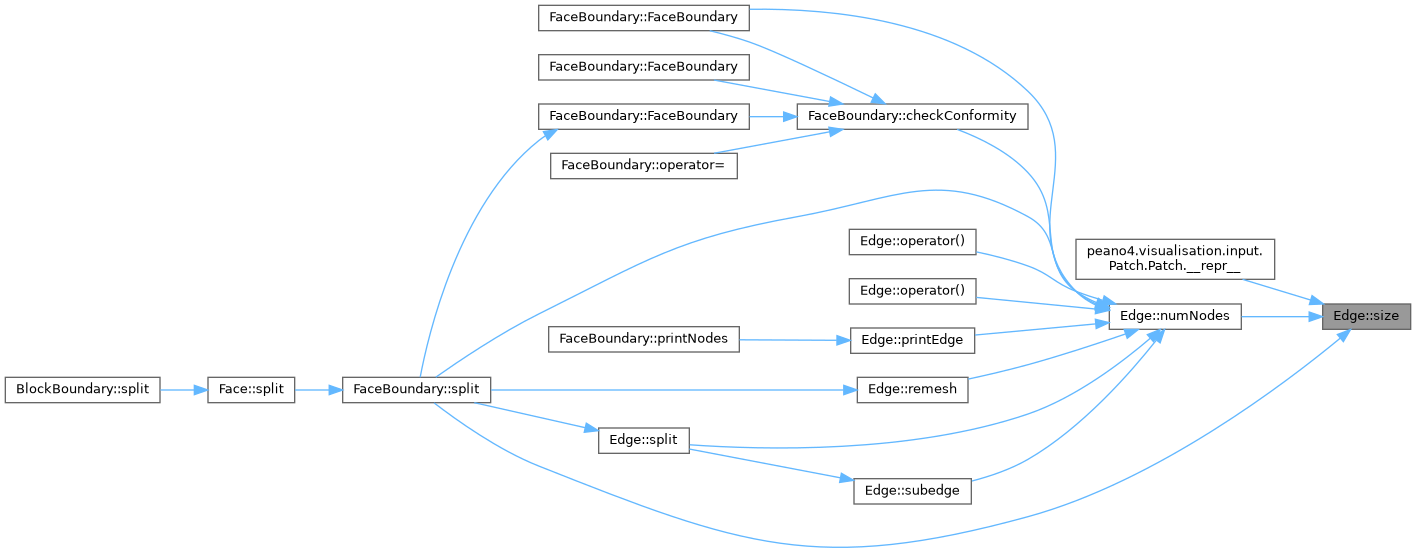 FaceBoundary::FaceBoundary
FaceBoundary::FaceBoundary
FaceBoundary::FaceBoundary
FaceBoundary::checkConformity
FaceBoundary::operator=
Edge::operator()
peano4.visualisation.input.
Patch.Patch.__repr__
Edge::operator()
Edge::numNodes
Edge::size
FaceBoundary::printNodes
Edge::printEdge
BlockBoundary::split
Face::split
FaceBoundary::split
Edge::remesh
Edge::split
Edge::subedge